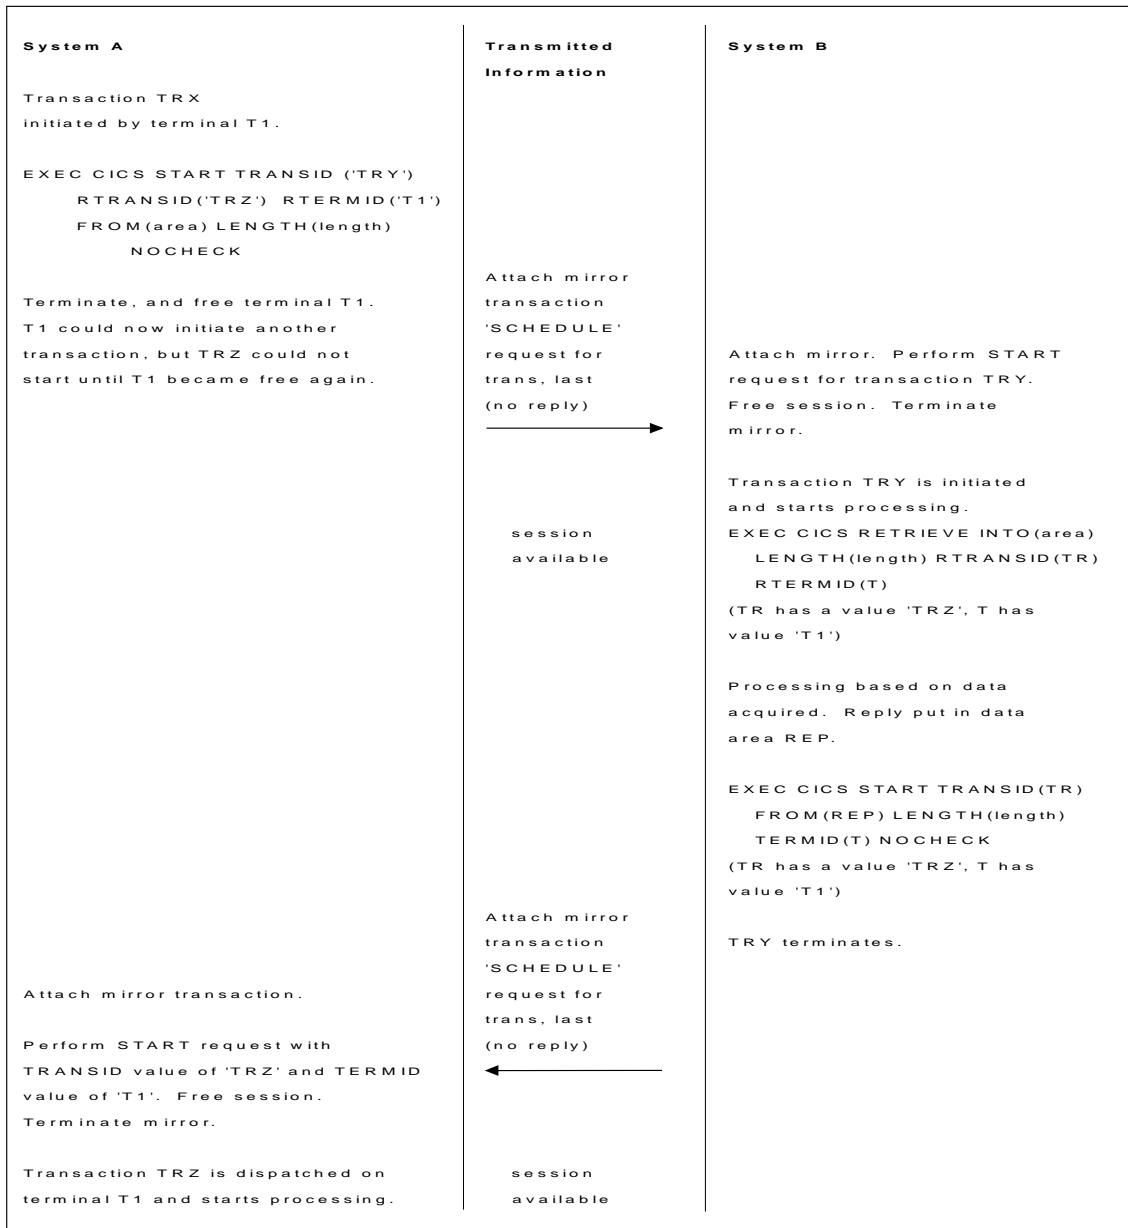 System A
Transaction TRX
initiated by terminal T1.
EXEC CICS START TRANSID ('TRY')
RTRANSID('TRZ') RTERMID('T1')
FROM(area) LENGTH(length)
NOCHECK
Terminate, and free terminal T1.
T1 could now initiate another
transaction, but TRZ could not
start until T1 became free again.
Attach mirror transaction.
Perform START request with
TRANSID value of 'TRZ' and TERMID
value of 'T1'. Free session.
Terminate mirror.
Transaction TRZ is dispatched on
terminal T1 and starts processing.
Transmitted
Information
Attach mirror
transaction
'SCHEDULE'
request for
trans, last
(no reply)
session
available
Attach mirror
transaction
'SCHEDULE'
request for
trans, last
(no reply)
session
available
System B
Attach mirror. Perform START
request for transaction TRY.
Free session. Terminate
mirror.
Transaction TRY is initiated
and starts processing.
EXEC CICS RETRIEVE INTO(area)
LENGTH(length) RTRANSID(TR)
RTERMID(T)
(TR has a value 'TRZ', T has
value 'T1')
Processing based on data
acquired. Reply put in data
area REP.
EXEC CICS START TRANSID(TR)
FROM(REP) LENGTH(length)
TERMID(T) NOCHECK
(TR has a value 'TRZ', T has
value 'T1')
TRY terminates.